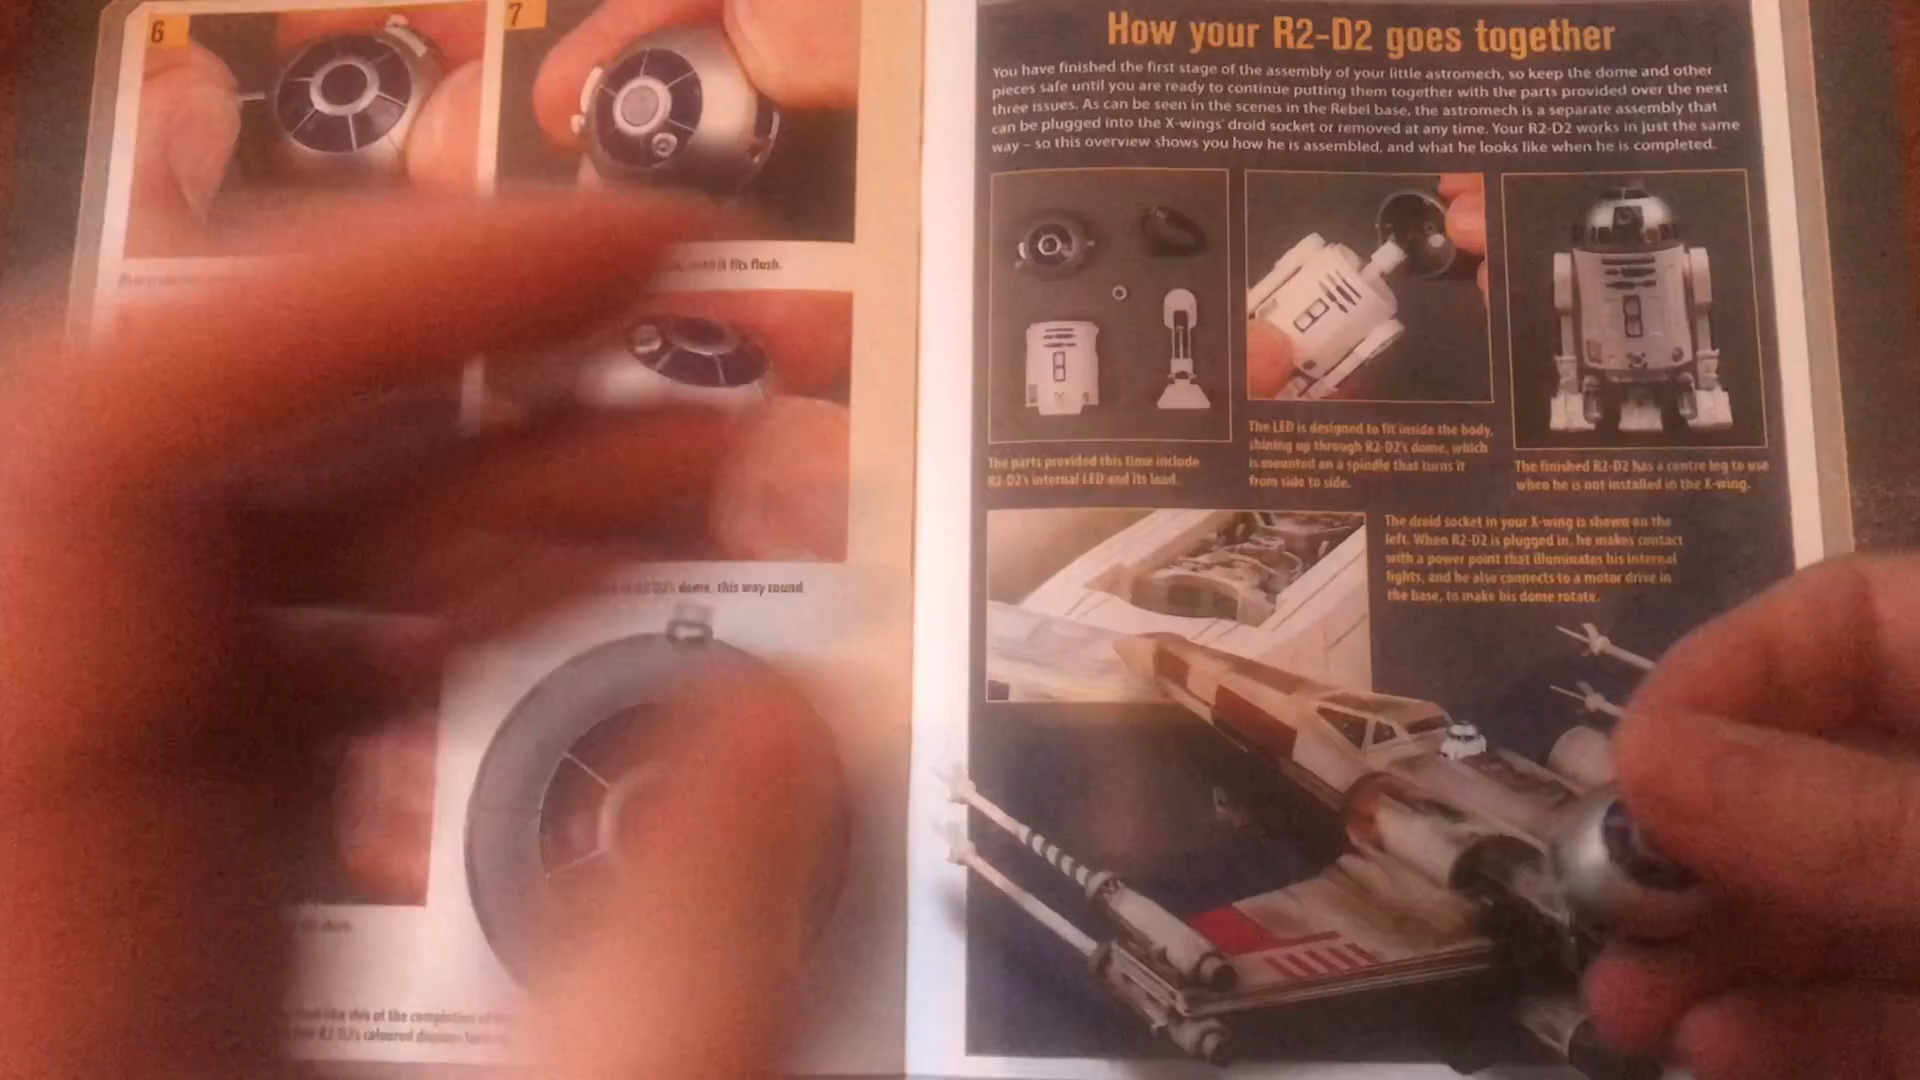 6
7
it fits flush.
dome, this way round.
at the completion of
coloured
How your R2-D2 goes together
You have finished the first stage of the assembly of your little astromech, so keep the dome and other
pieces safe until you are ready to continue putting them together with the parts provided over the next
three issues. As can be seen in the scenes in the Rebel base, the astromech is a separate assembly that
can be plugged into the X-wings' droid socket or removed at any time. Your R2-D2 works in just the same
way – so this overview shows you how he is assembled, and what he looks like when he is completed.
The parts provided this time include
R2-D2's internal LED and its lead.
The LED is designed to fit inside the body,
shining up through R2-D2's dome, which
is mounted on a spindle that turns it
from side to side.
The finished R2-D2 has a centre leg to use
when he is not installed in the X-wing.
The droid socket in your X-wing is shown on the
left. When R2-D2 is plugged in, he makes contact
with a power point that illuminates his internal
lights, and he also connects to a motor drive in
the base, to make his dome rotate.